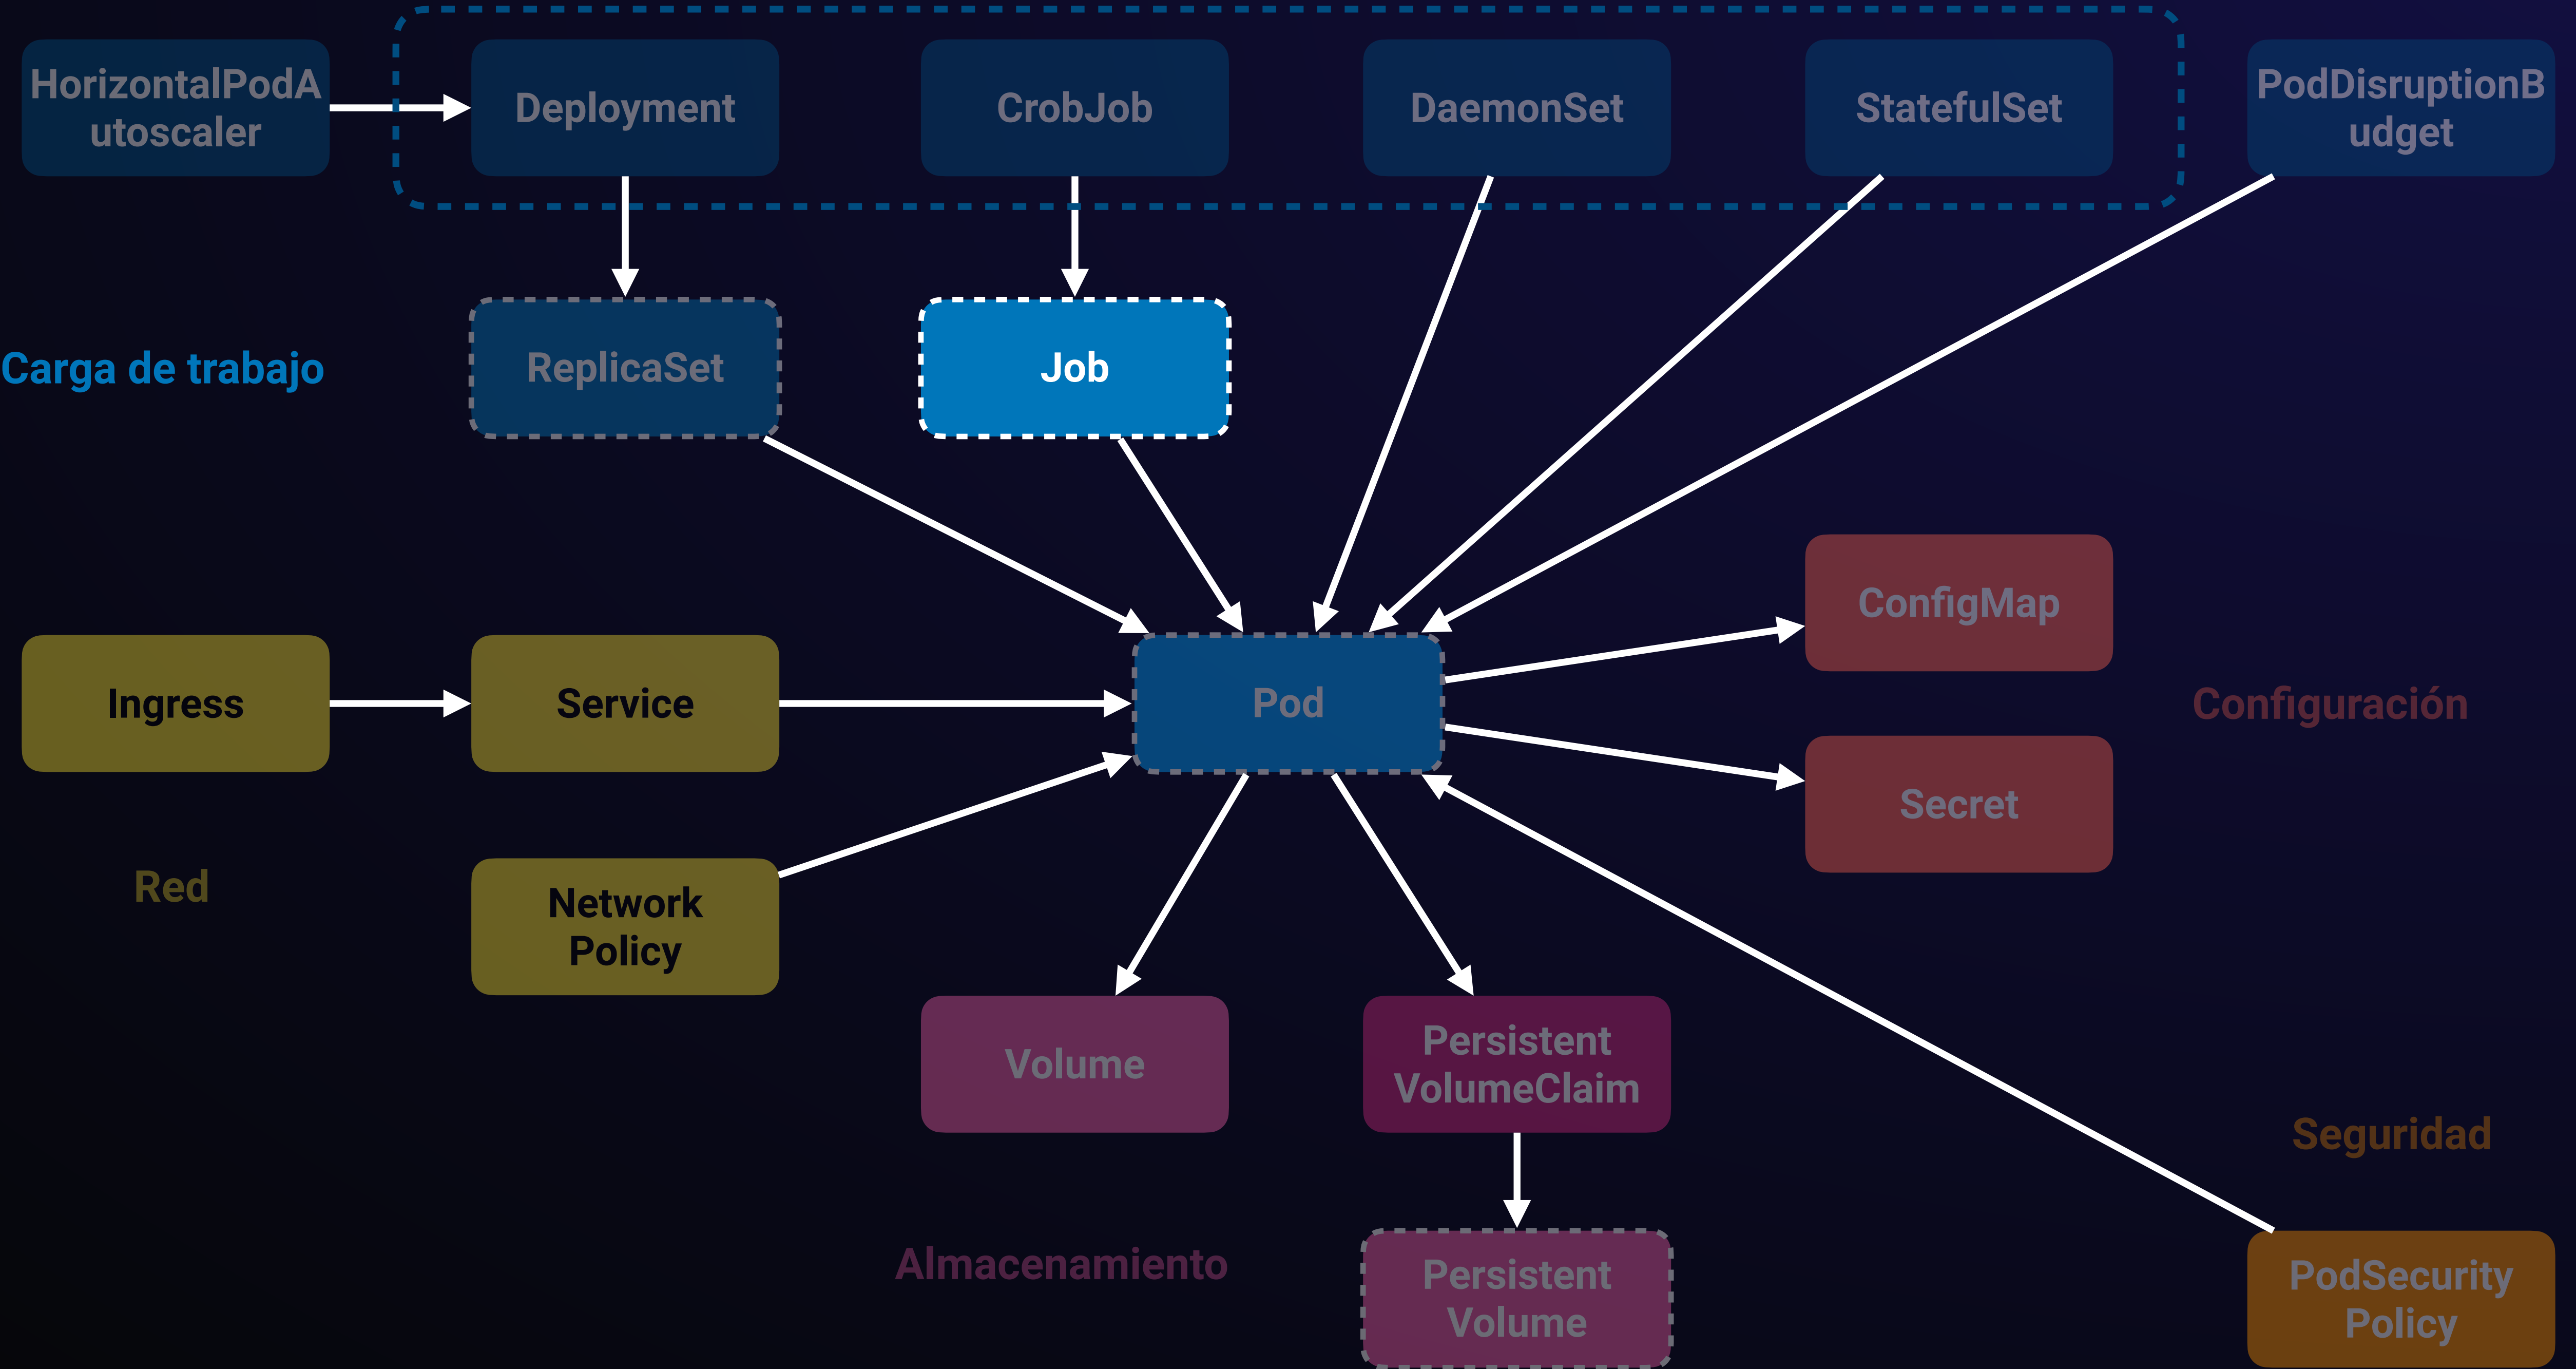 HorizontalPodA
utoscaler
Deployment
CrobJob
DaemonSet
StatefulSet
PodDisruptionB
udget
Carga de trabajo
ReplicaSet
Job
ConfigMap
Ingress
Service
Pod
Configuración
Secret
Red
Network
Policy
Volume
Persistent
VolumeClaim
Seguridad
Almacenamiento
Persistent
Volume
PodSecurity
Policy